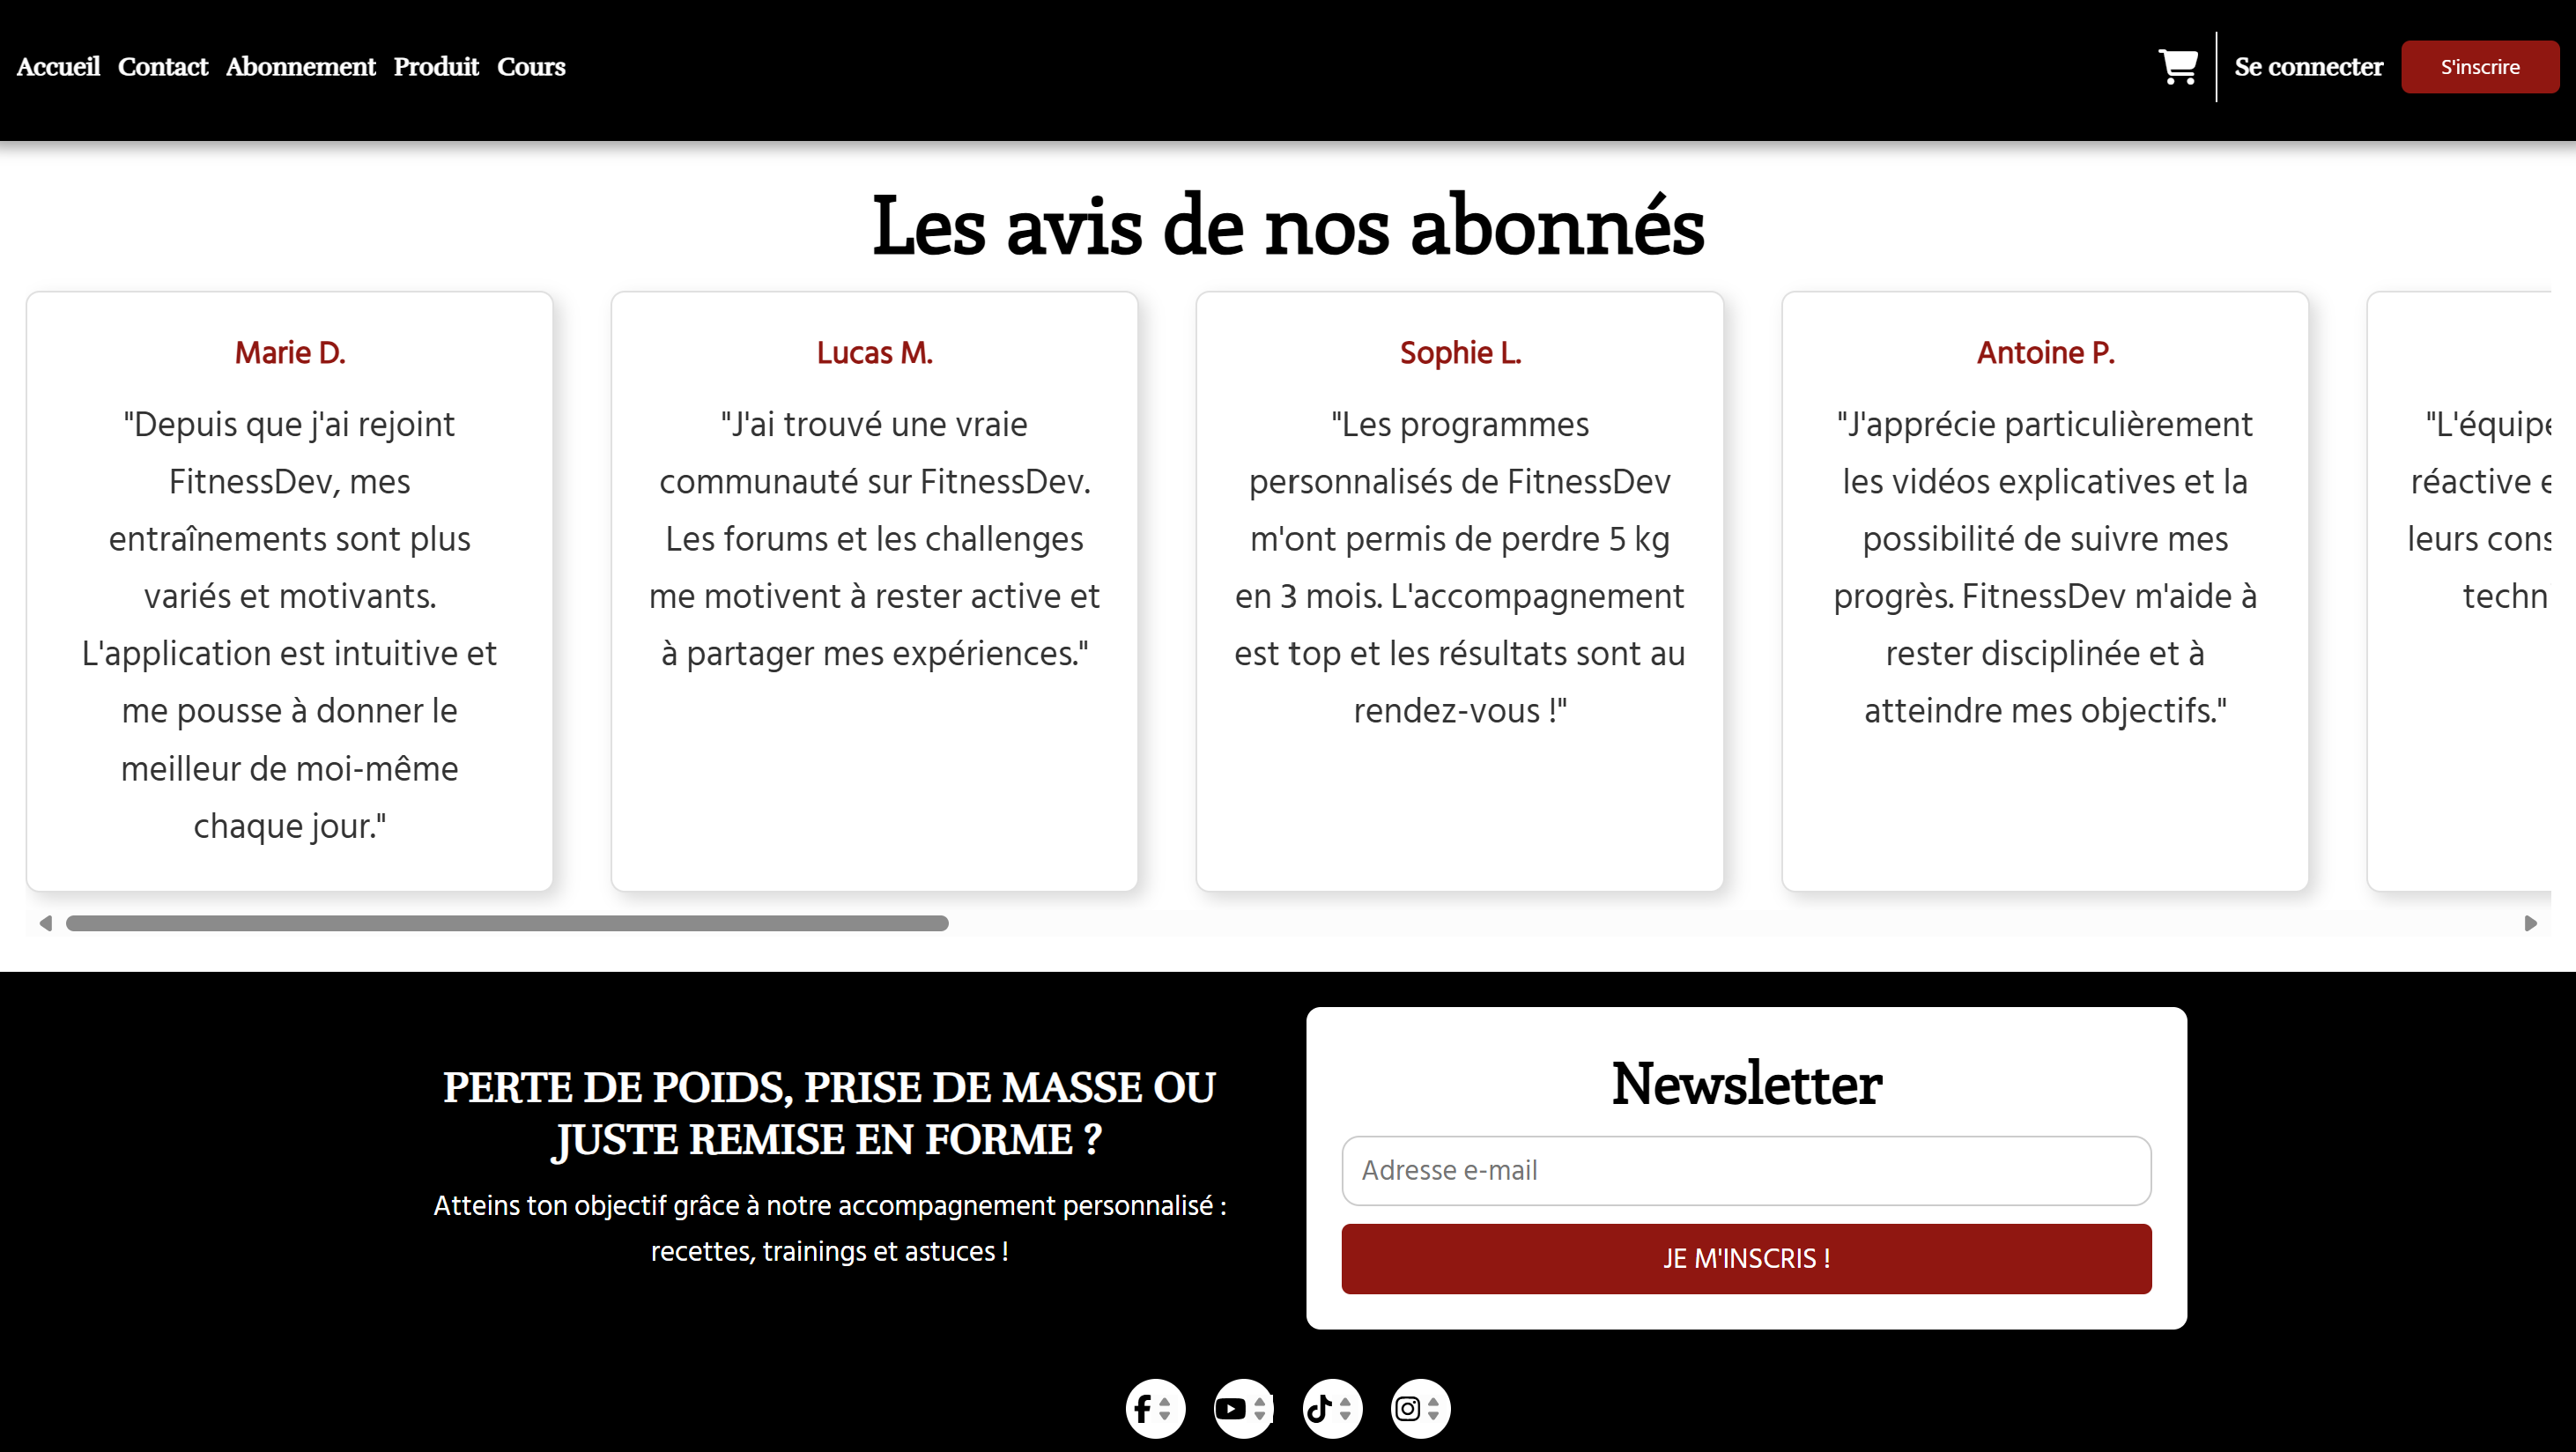 Accueil Contact Abonnement Produit Cours
Se connecter
S'inscrire
Les avis de nos abonnés
Marie D.
"Depuis que j'ai rejoint
FitnessDev, mes
entraînements sont plus
variés et motivants.
L'application est intuitive et
me pousse à donner le
meilleur de moi-même
chaque jour."
Lucas M.
"J'ai trouvé une vraie
communauté sur FitnessDev.
Les forums et les challenges
me motivent à rester active et
à partager mes expériences."
Sophie L.
"Les programmes
personnalisés de FitnessDev
m'ont permis de perdre 5 kg
en 3 mois. L'accompagnement
est top et les résultats sont au
rendez-vous !"
Antoine P.
"J'apprécie particulièrement
les vidéos explicatives et la
possibilité de suivre mes
progrès. FitnessDev m'aide à
rester disciplinée et à
atteindre mes objectifs."
"L'équipe
réactive
leurs cons
techn
PERTE DE POIDS, PRISE DE MASSE OU
JUSTE REMISE EN FORME ?
Atteins ton objectif grâce à notre accompagnement personnalisé :
recettes, trainings et astuces !
Newsletter
Adresse e-mail
JE M'INSCRIS !